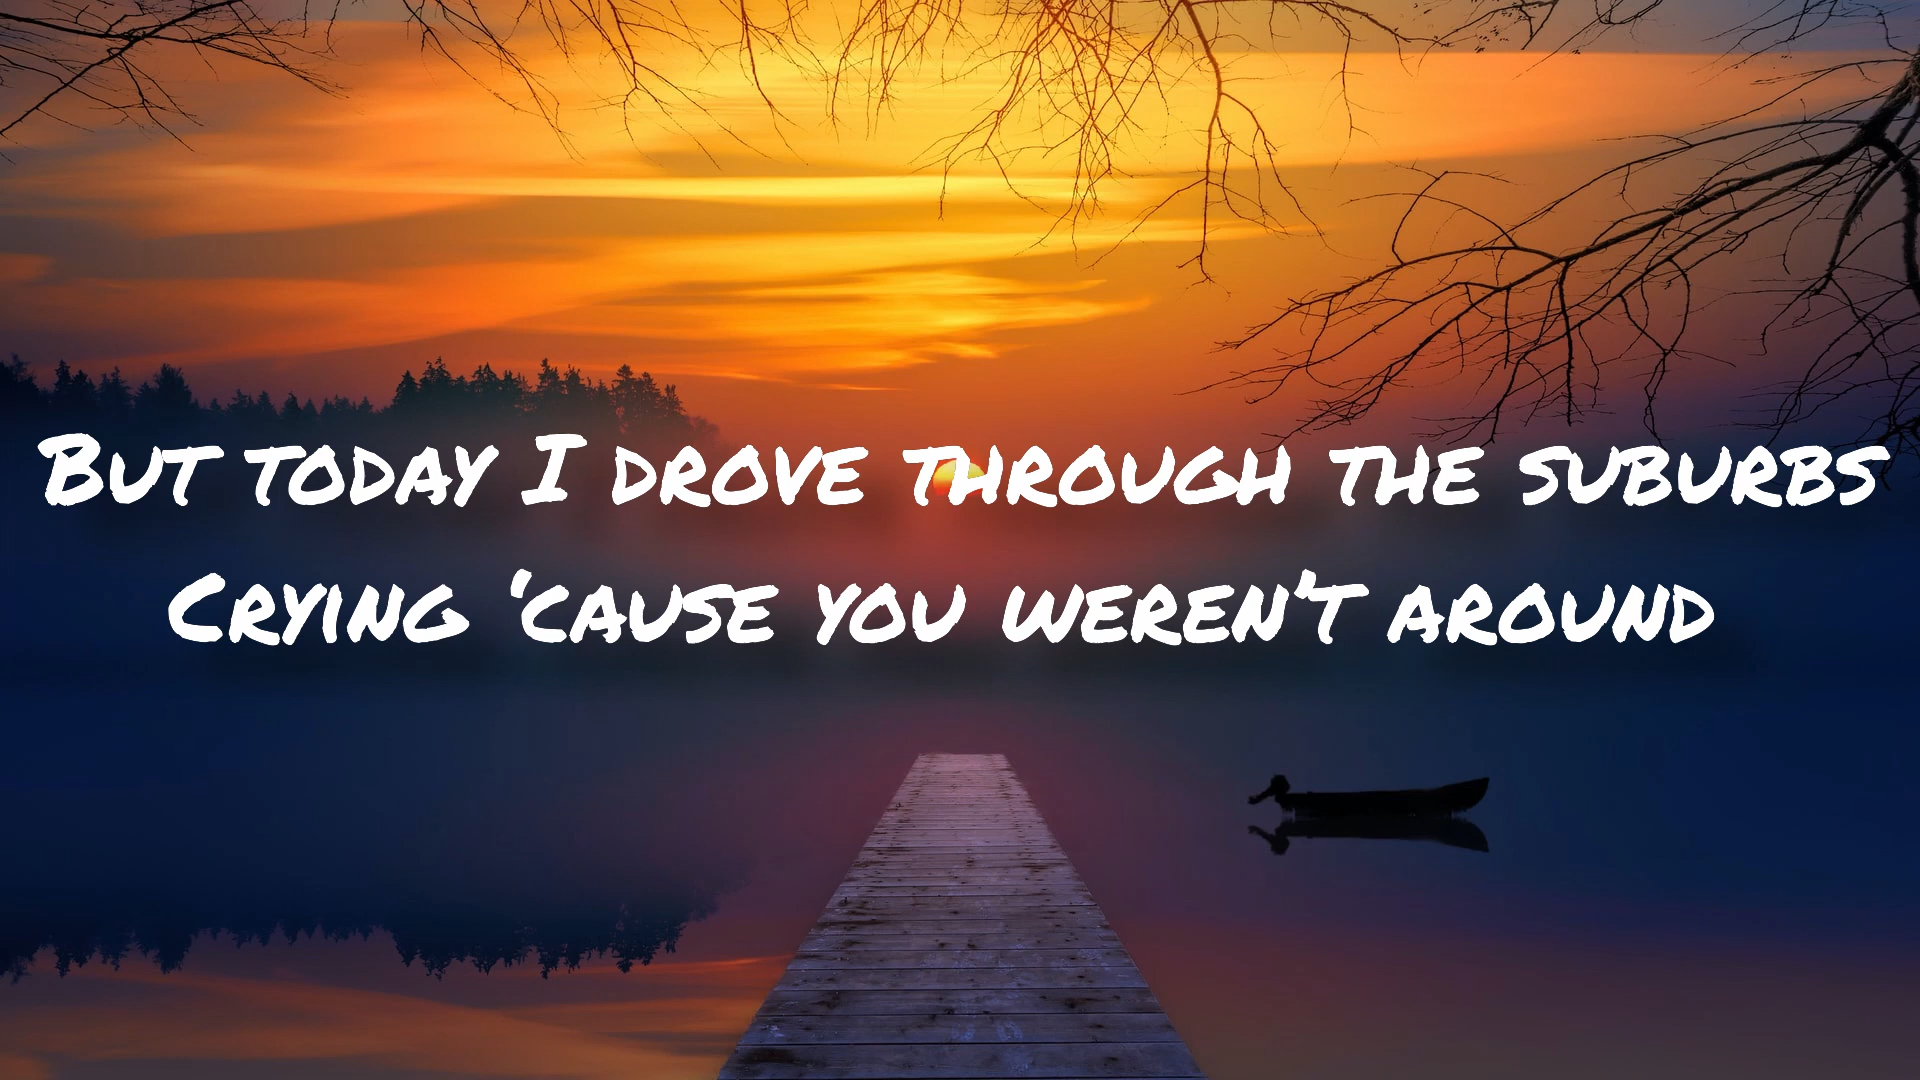 But today I drove through the suburbs
Crying ‘cause you weren’t around